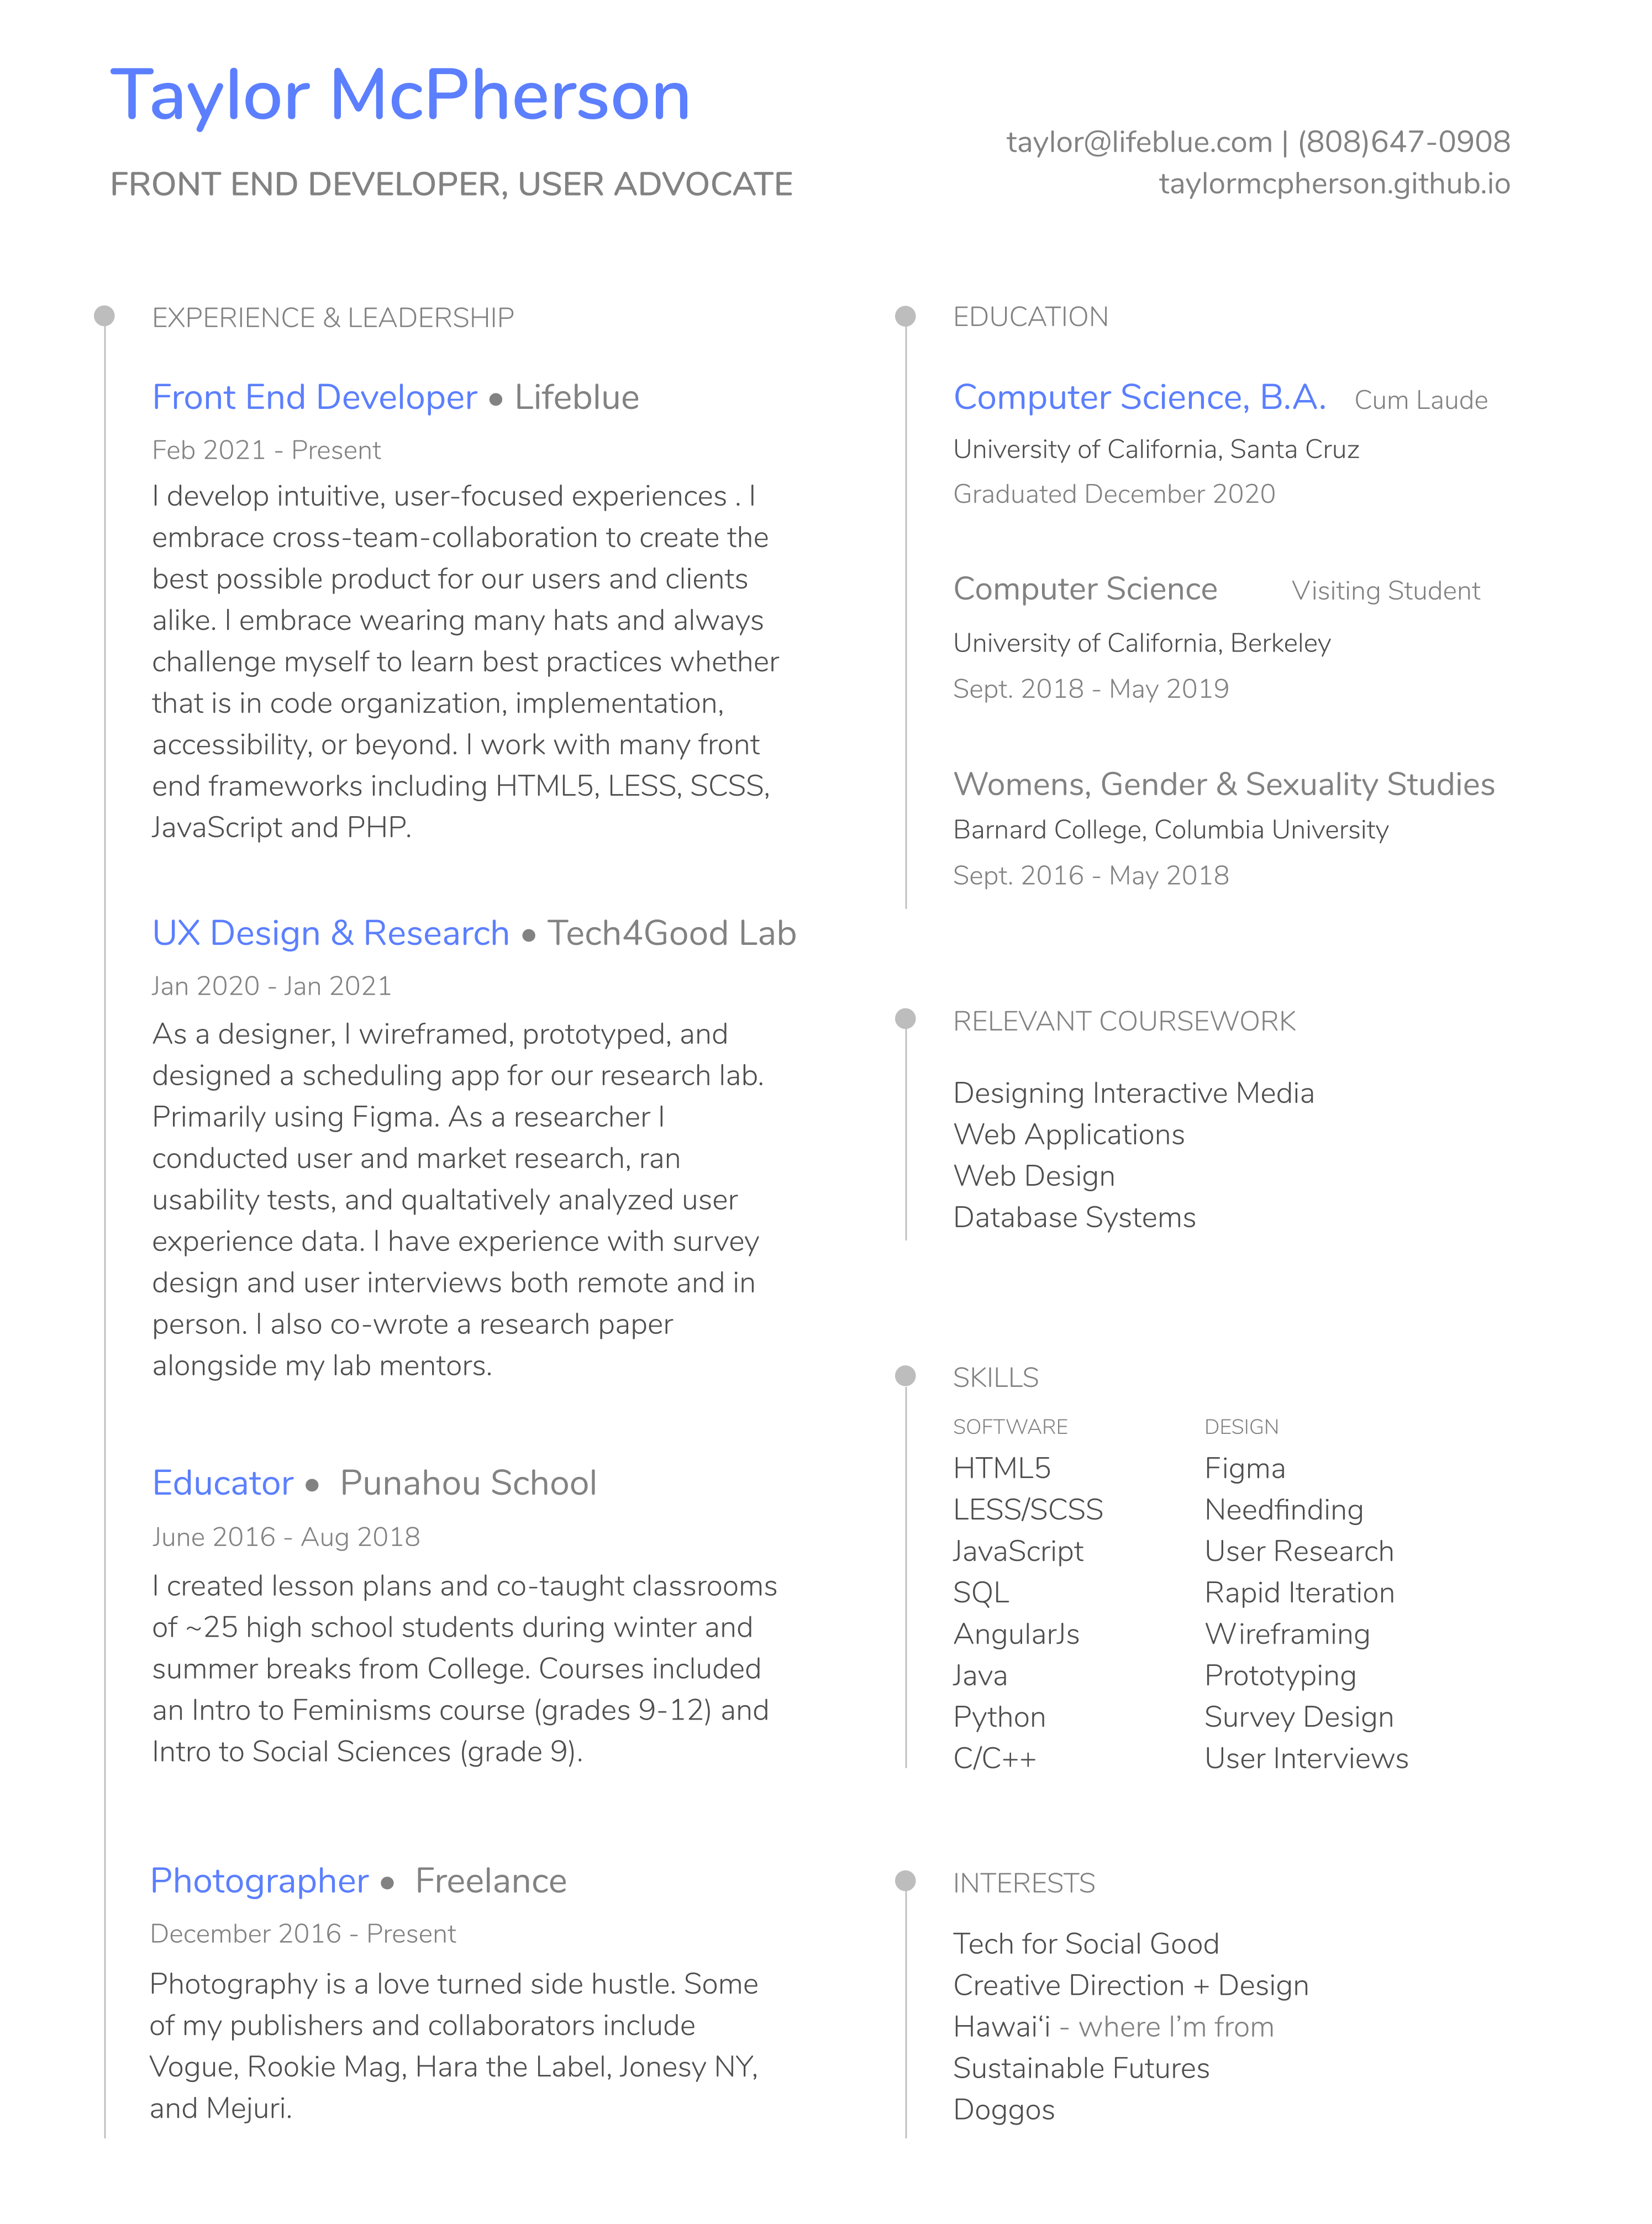 Taylor McPherson
FRONT END DEVELOPER, USER ADVOCATE
taylor@lifeblue.com | (808)647-0908
taylormcpherson.github.io
EXPERIENCE & LEADERSHIP
Front End Developer • Lifeblue
Feb 2021 - Present
I develop intuitive, user-focused experiences . I
embrace cross-team-collaboration to create the
best possible product for our users and clients
alike. I embrace wearing many hats and always
challenge myself to learn best practices whether
that is in code organization, implementation,
accessibility, or beyond. I work with many front
end frameworks including HTML5, LESS, SCSS,
JavaScript and PHP.
UX Design & Research • Tech4Good Lab
Jan 2020 - Jan 2021
As a designer, I wireframed, prototyped, and
designed a scheduling app for our research lab.
Primarily using Figma. As a researcher I
conducted user and market research, ran
usability tests, and qualtatively analyzed user
experience data. I have experience with survey
design and user interviews both remote and in
person. I also co-wrote a research paper
alongside my lab mentors.
Educator • Punahou School
June 2016 - Aug 2018
I created lesson plans and co-taught classrooms
of ~25 high school students during winter and
summer breaks from College. Courses included
an Intro to Feminisms course (grades 9-12) and
Intro to Social Sciences (grade 9).
Photographer • Freelance
December 2016 - Present
Photography is a love turned side hustle. Some
of my publishers and collaborators include
Vogue, Rookie Mag, Hara the Label, Jonesy NY,
and Mejuri.
EDUCATION
Computer Science, B.A. Cum Laude
University of California, Santa Cruz
Graduated December 2020
Computer Science Visiting Student
University of California, Berkeley
Sept. 2018 - May 2019
Womens, Gender & Sexuality Studies
Barnard College, Columbia University
Sept. 2016 - May 2018
RELEVANT COURSEWORK
Designing Interactive Media
Web Applications
Web Design
Database Systems
SKILLS
SOFTWARE
HTML5
LESS/SCSS
JavaScript
SQL
AngularJs
Java
Python
C/C++
DESIGN
Figma
Needfinding
User Research
Rapid Iteration
Wireframing
Prototyping
Survey Design
User Interviews
INTERESTS
Tech for Social Good
Creative Direction + Design
Hawai‘i - where I’m from
Sustainable Futures
Doggos